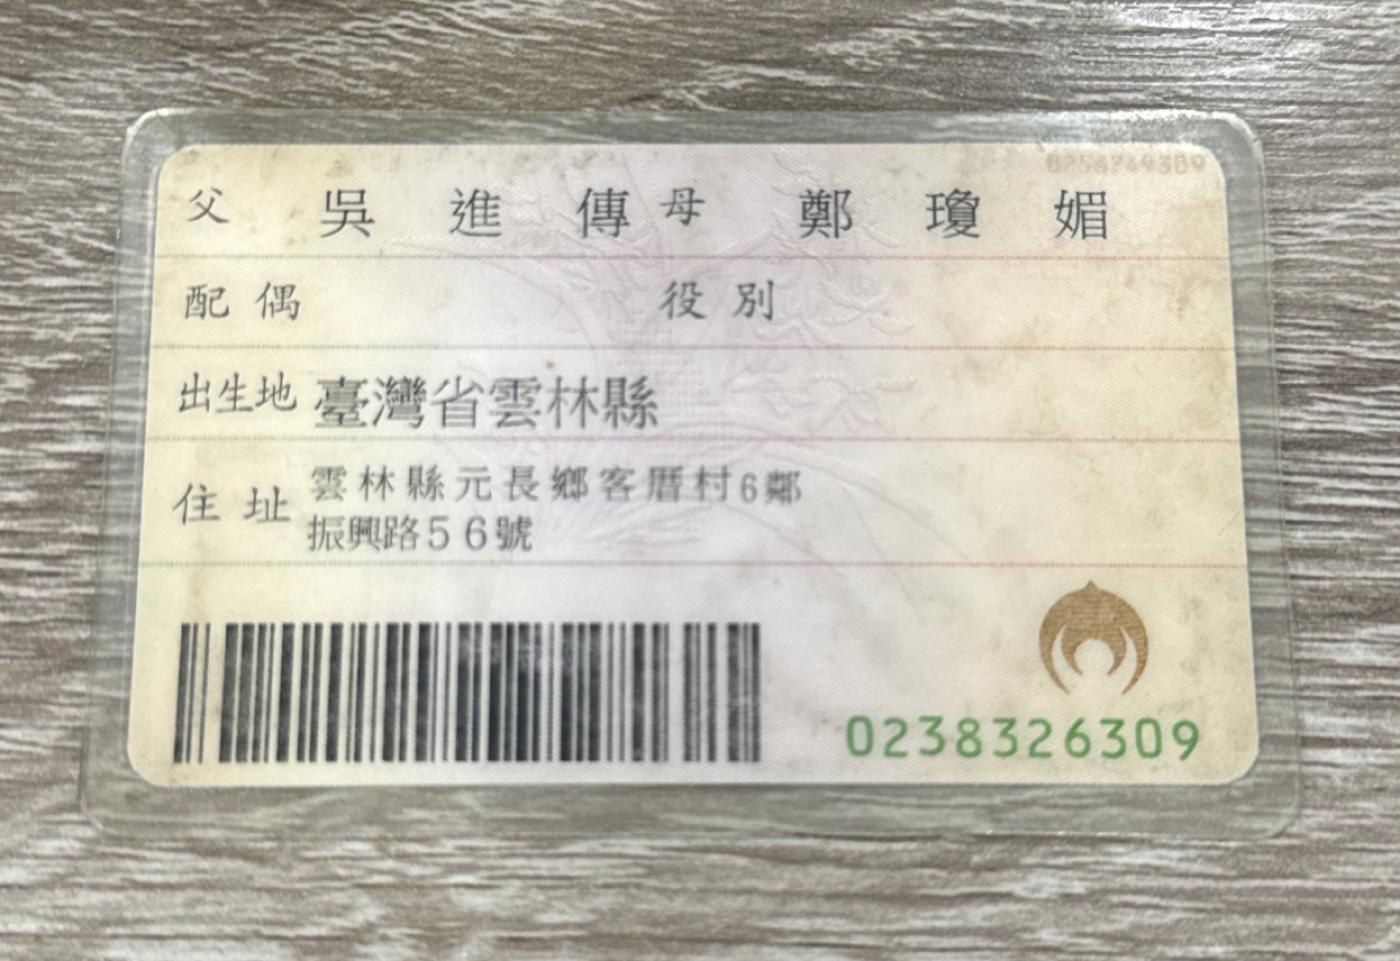 父 吳進傳 母 鄭瓊媚
配偶 役別
出生地 臺灣省雲林縣
住址 雲林縣元長鄉客厝村6鄰
振興路56號
0238326309